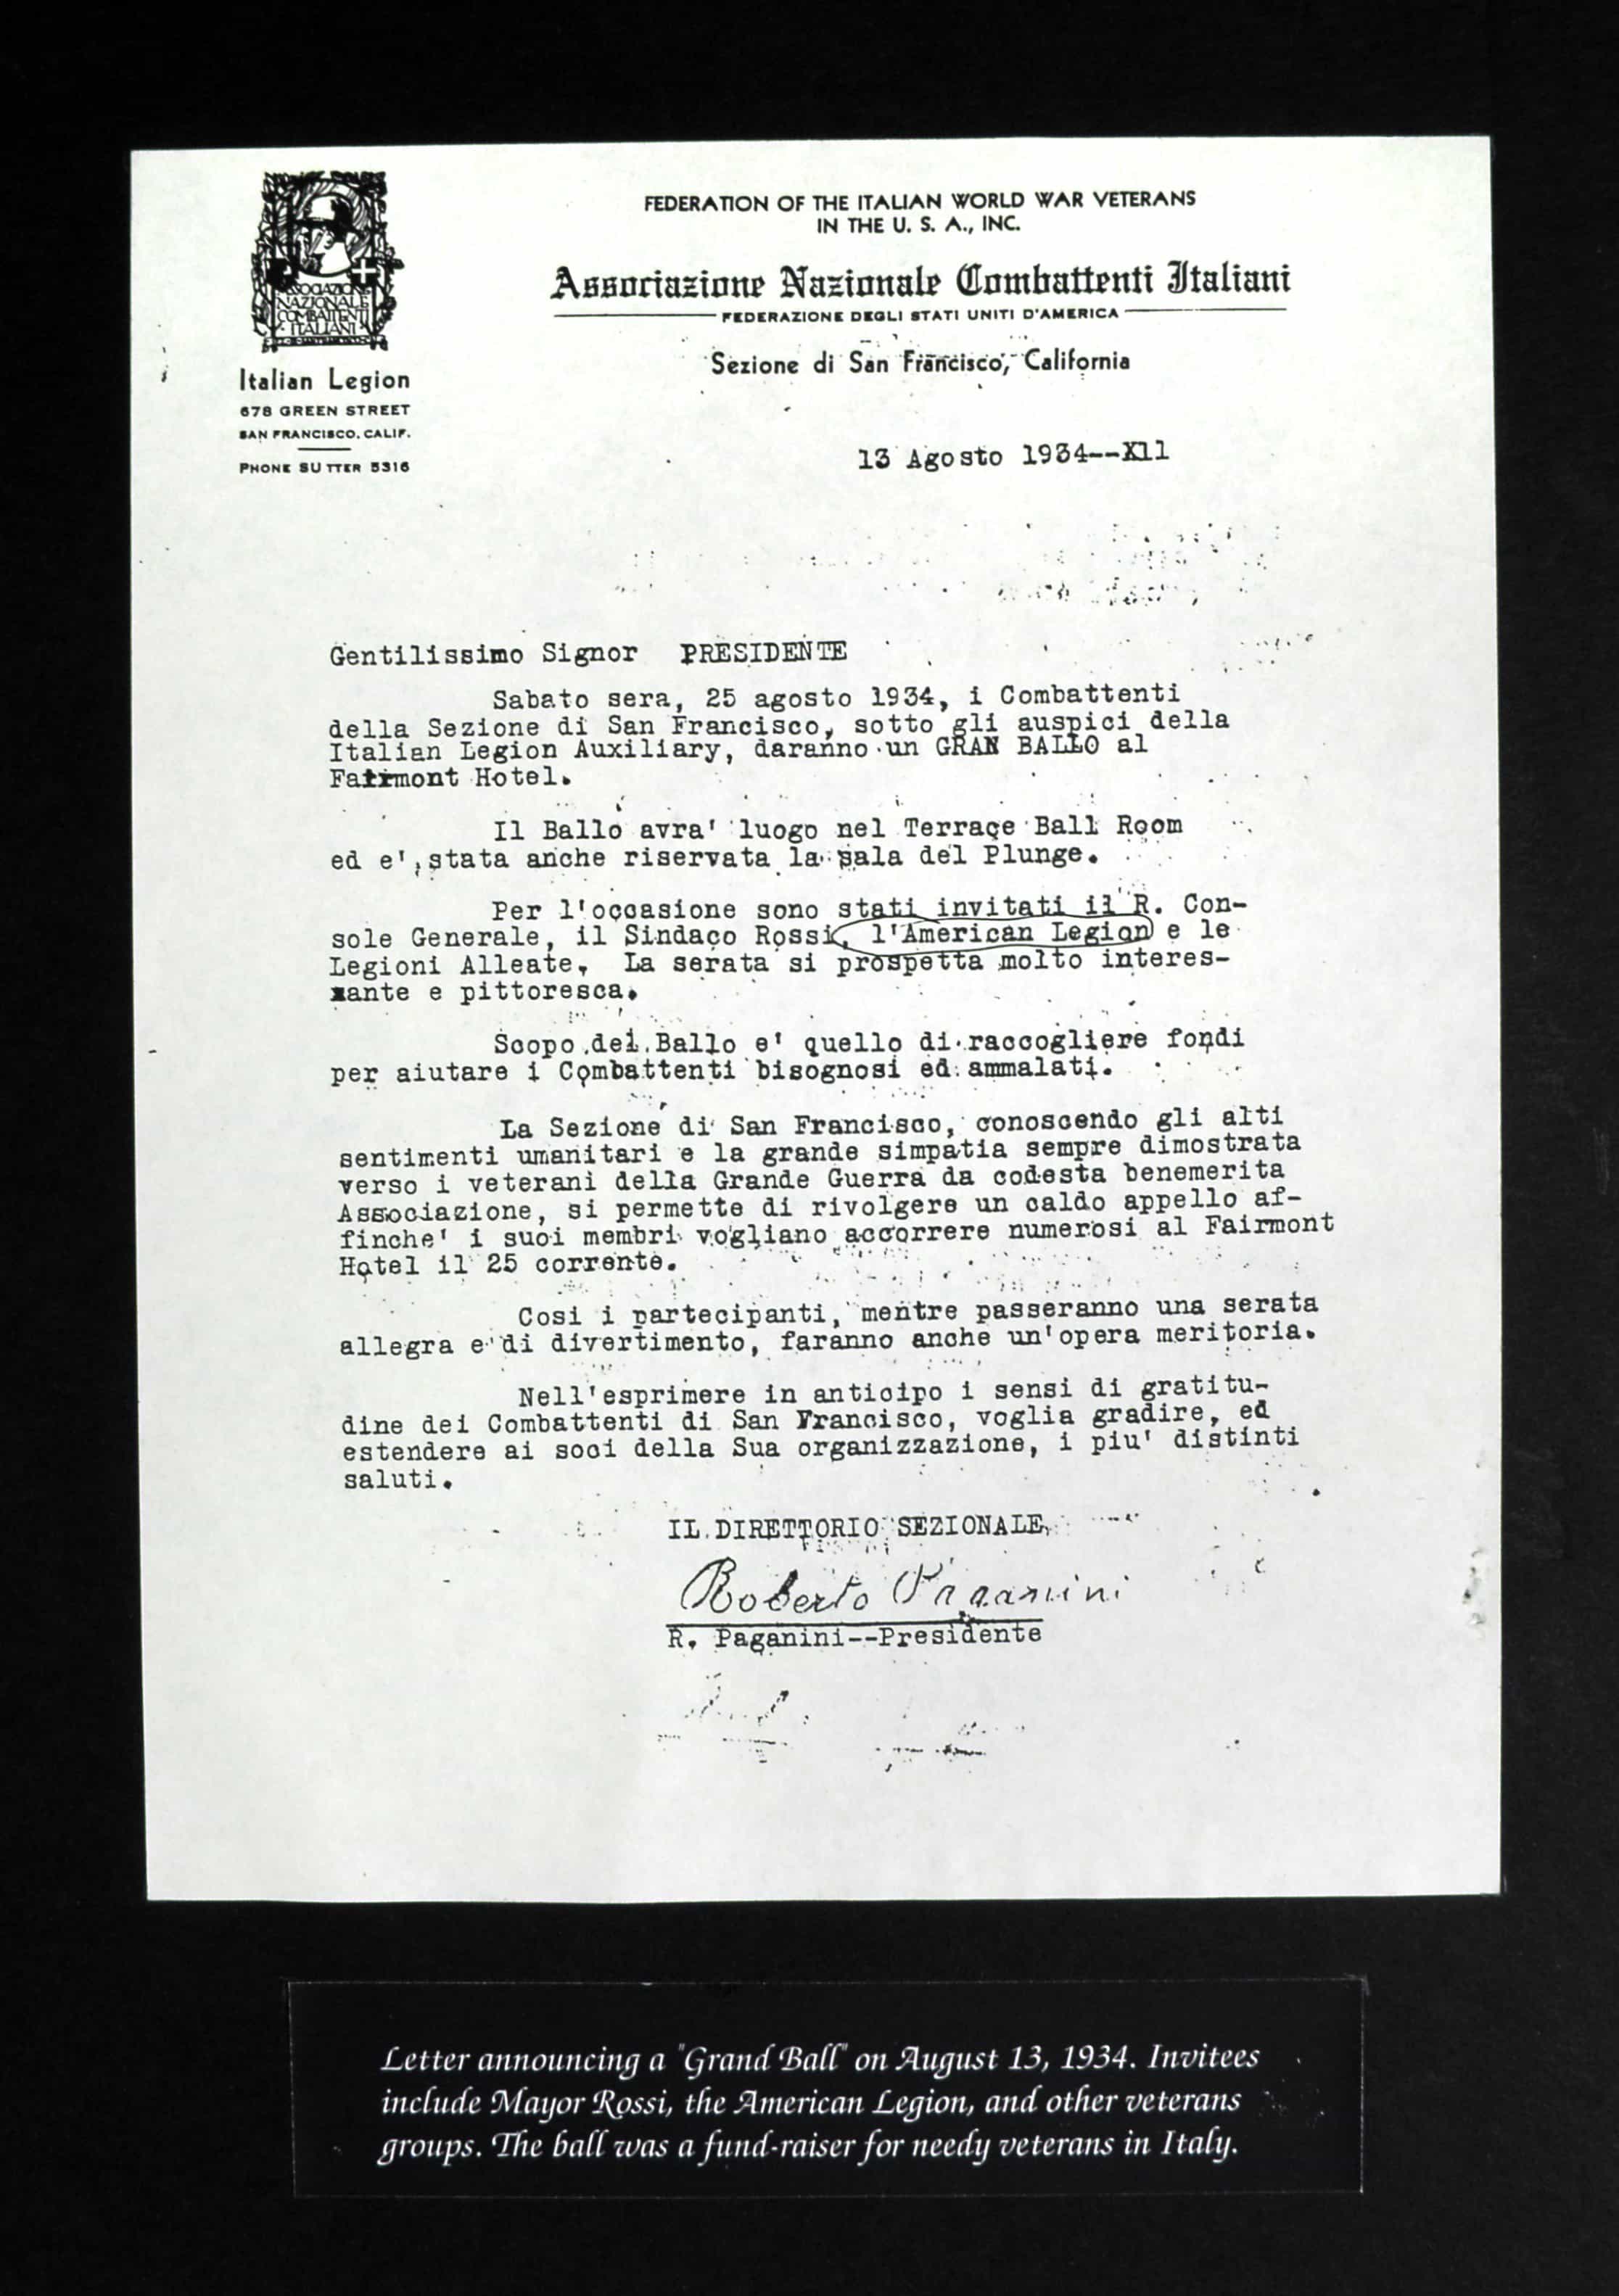 ASSOCIAZIONE
NAZIONALE
COMBATTENTI
ITALIANI
Italian Legion
678 GREEN STREET
SAN FRANCISCO, CALIF.
PHONE SUTTER 5316
FEDERATION OF THE ITALIAN WORLD WAR VETERANS
IN THE U. S. A., INC.
Associazione Nazionale Combattenti Italiani
FEDERAZIONE DEGLI STATI UNITI D'AMERICA
Sezione di San Francisco, California
13 Agosto 1934--X11
Gentilissimo Signor PRESIDENTE
Sabato sera, 25 agosto 1934, i Combattenti
della Sezione di San Francisco, sotto gli auspici della
Italian Legion Auxiliary, daranno un GRAN BALLO al
Fairmont Hotel.
Il Ballo avra' luogo nel Terrace Ball Room
ed e' stata anche riservata la sala del Plunge.
Per l'occasione sono stati invitati il R. Con-
sole Generale, il Sindaco Rossi, l'American Legion e le
Legioni Alleate, La serata si prospetta molto interes-
sante e pittoresca.
Scopo del Ballo e' quello di raccogliere fondi
per aiutare i Combattenti bisognosi ed ammalati.
La Sezione di San Francisco, conoscendo gli alti
sentimenti umanitari e la grande simpatia sempre dimostrata
verso i veterani della Grande Guerra da codesta benemerita
Associazione, si permette di rivolgere un caldo appello af-
finche' i suoi membri vogliano accorrere numerosi al Fairmont
Hotel il 25 corrente.
Cosi i partecipanti, mentre passeranno una serata
allegra e di divertimento, faranno anche un'opera meritoria.
Nell'esprimere in anticipo i sensi di gratitu-
dine dei Combattenti di San Francisco, voglia gradire, ed
estendere ai soci della Sua organizzazione, i piu' distinti
saluti.
IL DIRETTORIO SEZIONALE,
Roberto Paganini
R. Paganini--Presidente
Letter announcing a "Grand Ball" on August 13, 1934. Invitees
include Mayor Rossi, the American Legion, and other veterans
groups. The ball was a fund-raiser for needy veterans in Italy.